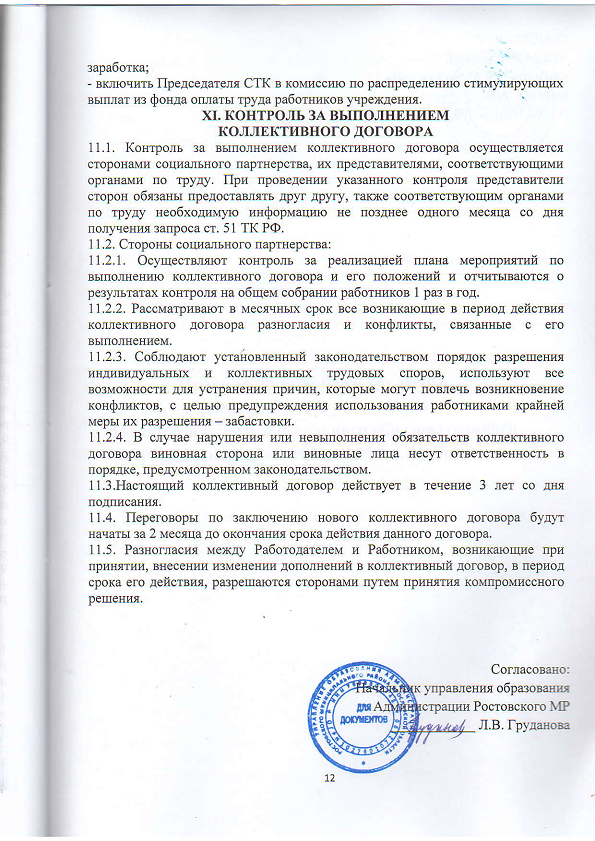 заработка;
- включить Председателя СТК в комиссию по распределению стимулирующих
выплат из фонда оплаты труда работников учреждения.
XI. КОНТРОЛЬ ЗА ВЫПОЛНЕНИЕМ
КОЛЛЕКТИВНОГО ДОГОВОРА
11.1. Контроль за выполнением коллективного договора осуществляется
сторонами социального партнерства, их представителями, соответствующими
органами по труду. При проведении указанного контроля представители
сторон обязаны предоставлять друг другу, также соответствующим органами
по труду необходимую информацию не позднее одного месяца со дня
получения запроса ст. 51 ТК РФ.
11.2. Стороны социального партнерства:
11.2.1. Осуществляют контроль за реализацией плана мероприятий по
выполнению коллективного договора и его положений и отчитываются о
результатах контроля на общем собрании работников 1 раз в год.
11.2.2. Рассматривают в месячных срок все возникающие в период действия
коллективного договора разногласия и конфликты, связанные с его
выполнением.
11.2.3. Соблюдают установленный законодательством порядок разрешения
индивидуальных и коллективных трудовых споров, используют все
возможности для устранения причин, которые могут повлечь возникновение
конфликтов, с целью предупреждения использования работниками крайней
меры их разрешения – забастовки.
11.2.4. В случае нарушения или невыполнения обязательств коллективного
договора виновная сторона или виновные лица несут ответственность в
порядке, предусмотренном законодательством.
11.3.Настоящий коллективный договор действует в течение 3 лет со дня
подписания.
11.4. Переговоры по заключению нового коллективного договора будут
начаты за 2 месяца до окончания срока действия данного договора.
11.5. Разногласия между Работодателем и Работником, возникающие при
принятии, внесении изменении дополнений в коллективный договор, в период
срока его действия, разрешаются сторонами путем принятия компромиссного
решения.
Согласовано:
Начальник управления образования
Администрации Ростовского МР
Л.В. Груданова
ДЛЯ
ДОКУМЕНТОВ
12